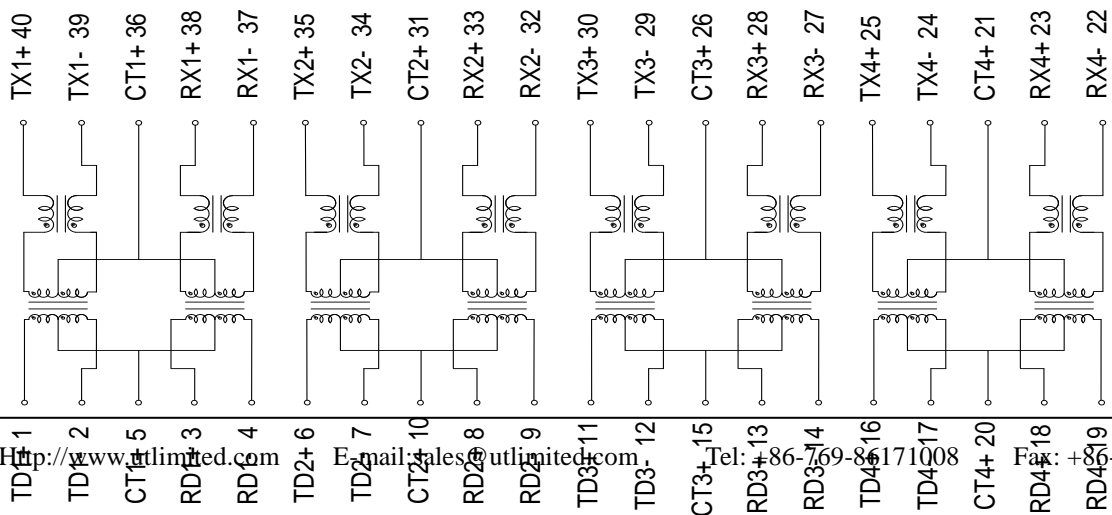 TX1+ 40
TX1- 39
CT1+ 36
RX1+ 38
RX1- 37
TX2+ 35
TX2- 34
CT2+ 31
RX2+ 33
RX2- 32
TX3+ 30
TX3- 29
CT3+ 26
RX3+ 28
RX3- 27
TX4+ 25
TX4- 24
CT4+ 21
RX4+ 23
RX4- 22
TD1+ 1
TD1- 2
CT1+ 5
RD1+ 3
RD1- 4
TD2+ 6
TD2- 7
CT2+ 10
RD2+ 8
RD2- 9
TD3+ 11
TD3- 12
CT3+ 15
RD3+ 13
RD3- 14
TD4+ 16
TD4- 17
CT4+ 20
RD4+ 18
RD4- 19
Http://www.utlimited.com E-mail:sales@utlimited.com Tel: +86-769-86171008 Fax: +86-